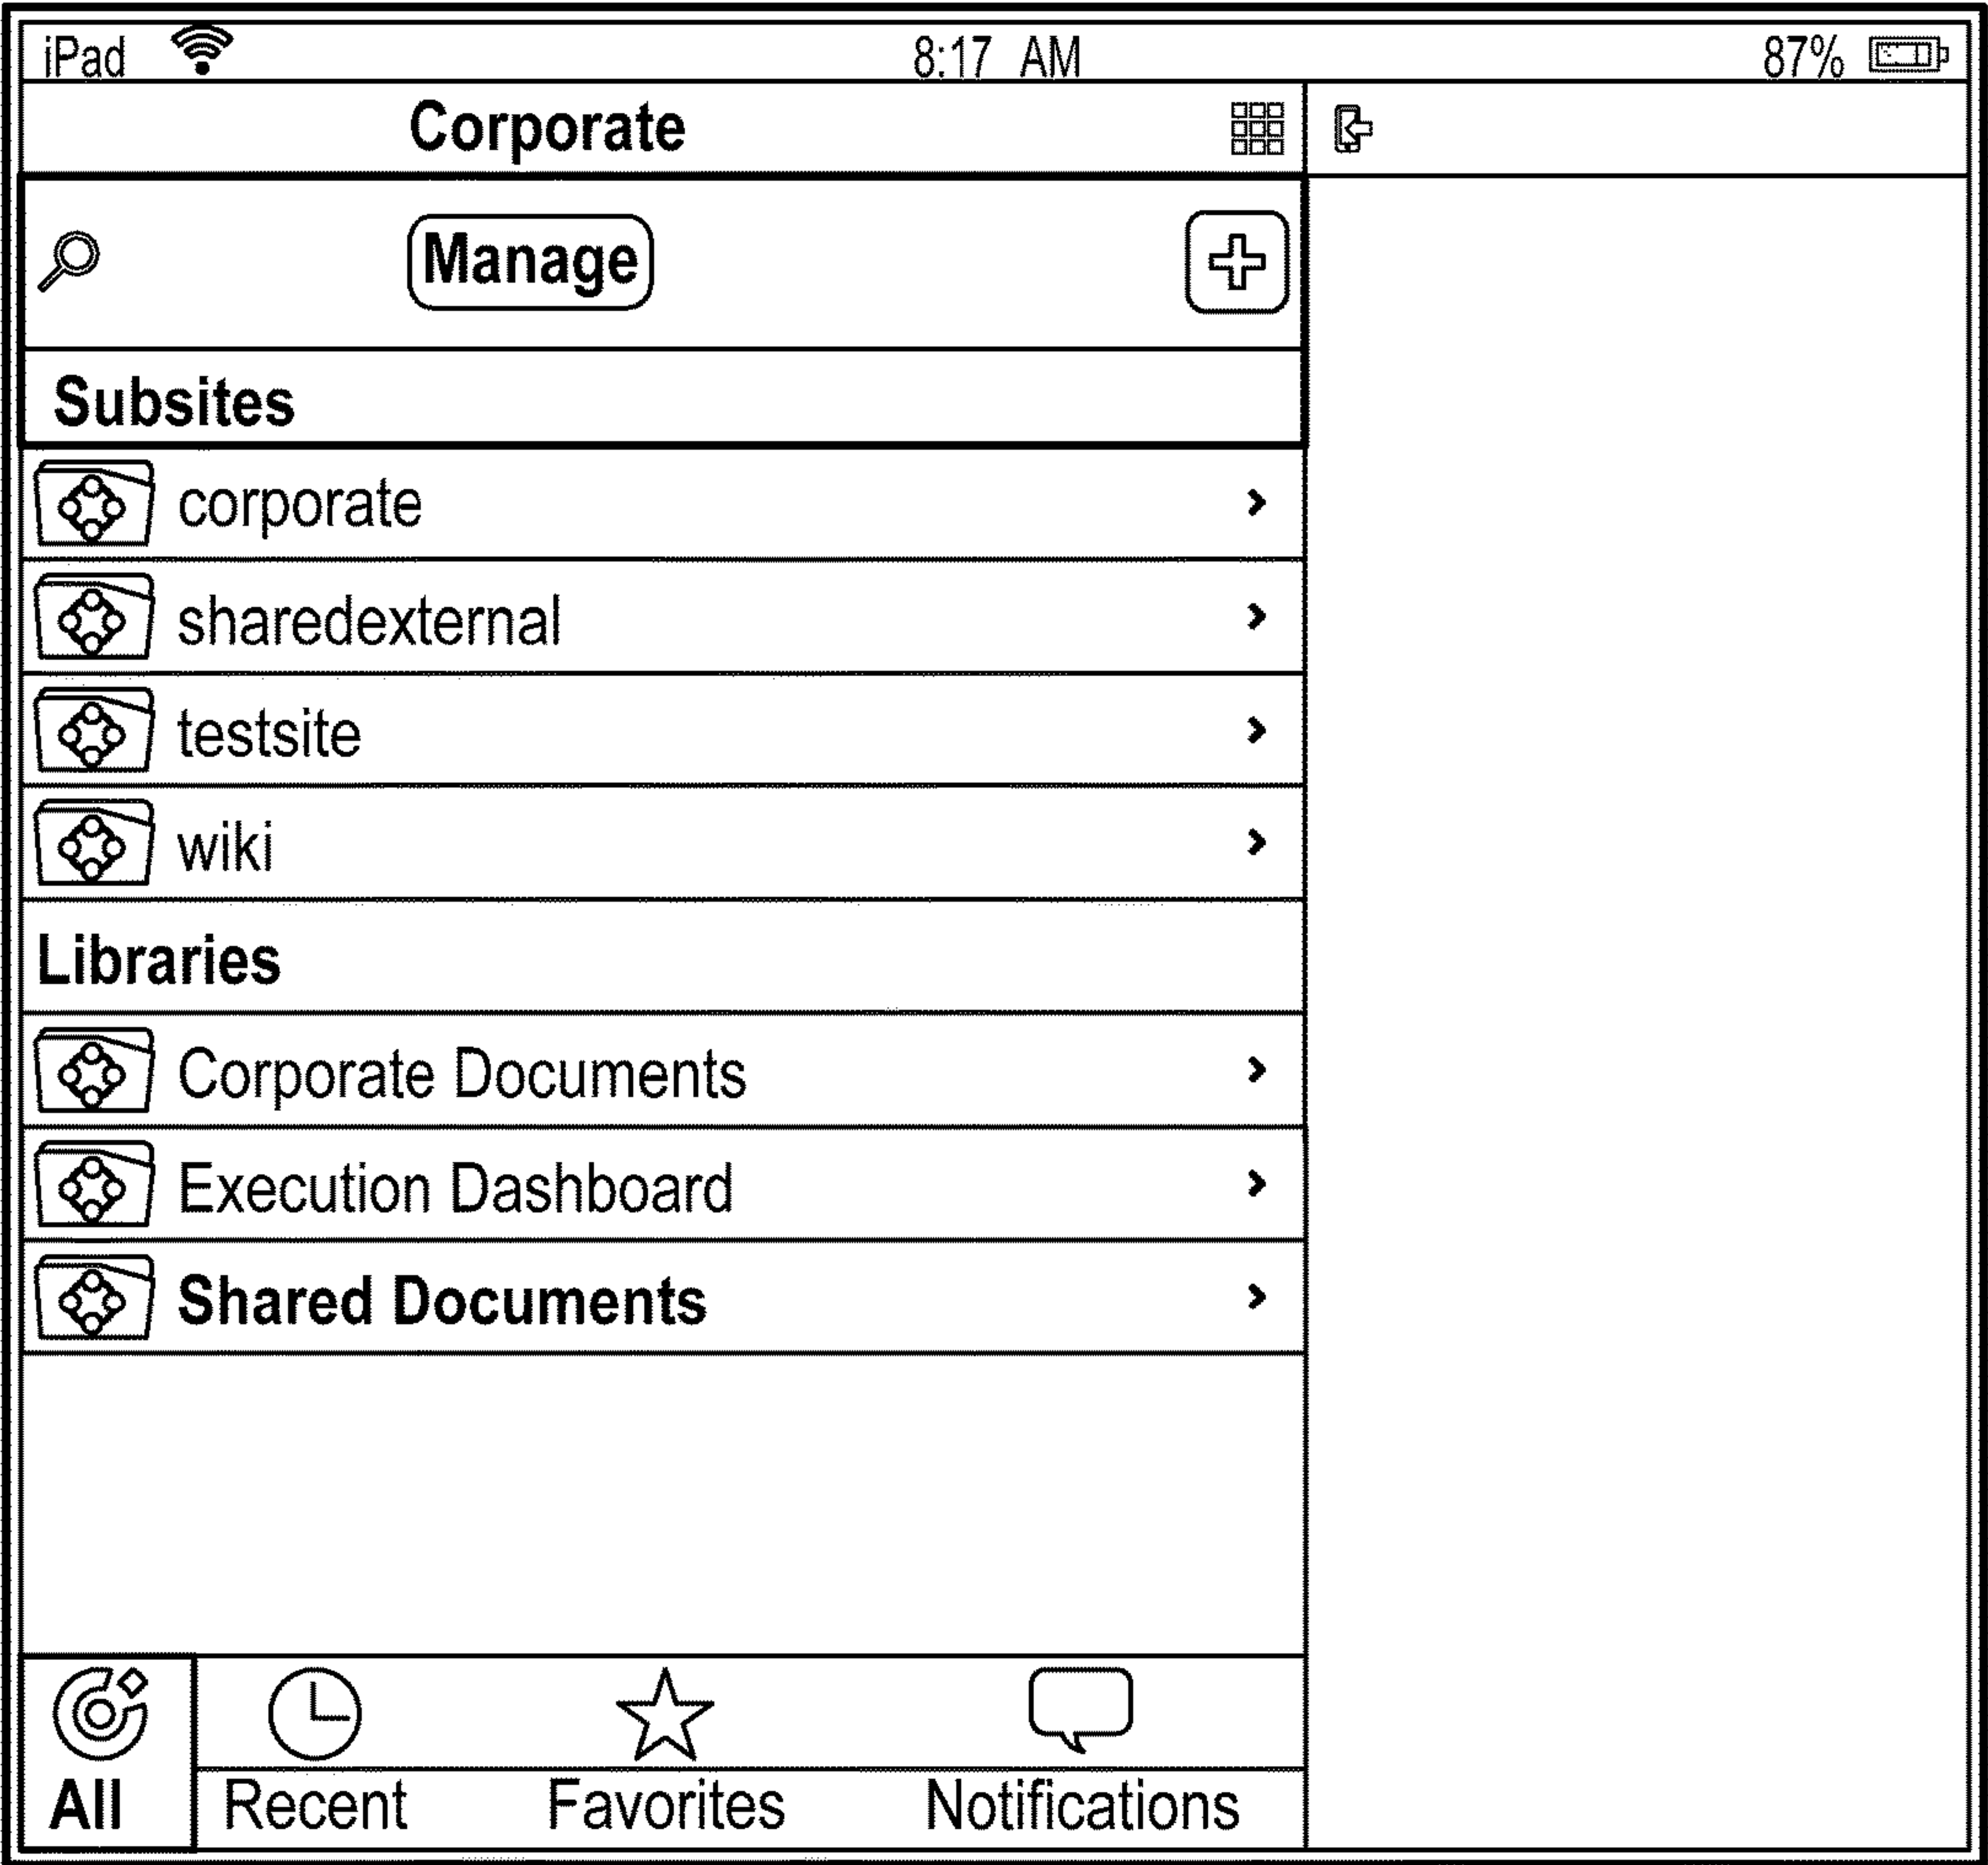 iPad 8:17 AM 87%
Corporate
Manage
Subsites
corporate
sharedexternal
testsite
wiki
Libraries
Corporate Documents
Execution Dashboard
Shared Documents
All Recent Favorites Notifications